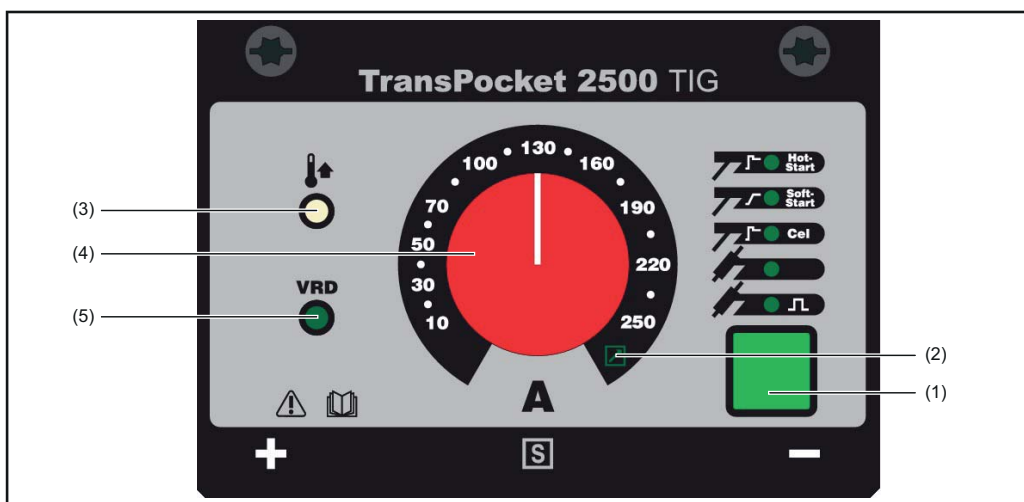 TransPocket 2500 TIG
10
30
50
70
100
130
160
190
220
250
A
Hot-
Start
Soft-
Start
Cel
(3)
(4)
VRD
(5)
(2)
(1)
+
S
−